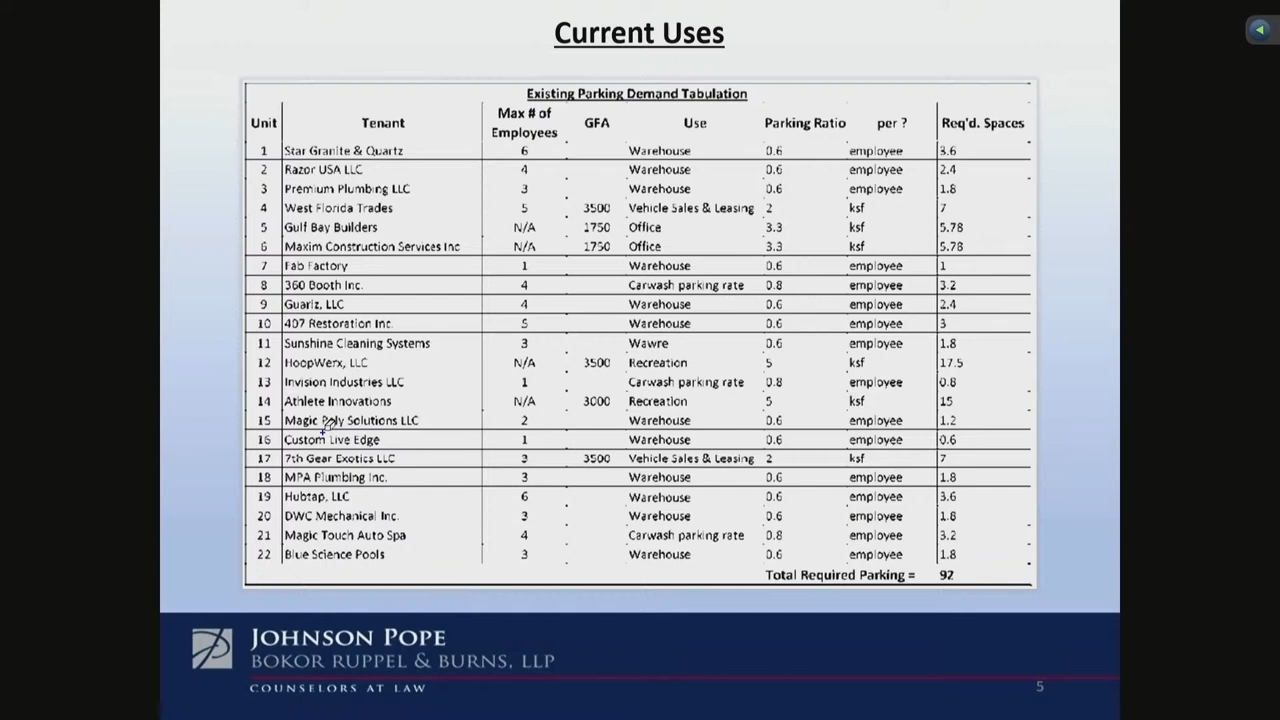 Current Uses
Existing Parking Demand Tabulation
Unit Tenant Max # of Employees GFA Use Parking Ratio per ? Req'd. Spaces
1 Star Granite & Quartz 6 Warehouse 0.6 employee 3.6
2 Razor USA LLC 4 Warehouse 0.6 employee 2.4
3 Premium Plumbing LLC 3 Warehouse 0.6 employee 1.8
4 West Florida Trades 5 3500 Vehicle Sales & Leasing 2 ksf 7
5 Gulf Bay Builders N/A 1750 Office 3.3 ksf 5.78
6 Maxim Construction Services Inc N/A 1750 Office 3.3 ksf 5.78
7 Fab Factory 1 Warehouse 0.6 employee 1
8 360 Booth Inc. 4 Carwash parking rate 0.8 employee 3.2
9 Guariz, LLC 4 Warehouse 0.6 employee 2.4
10 407 Restoration Inc. 5 Warehouse 0.6 employee 3
11 Sunshine Cleaning Systems 3 Wawre 0.6 employee 1.8
12 HoopWerx, LLC N/A 3500 Recreation 5 ksf 17.5
13 Invision Industries LLC 1 Carwash parking rate 0.8 employee 0.8
14 Athlete Innovations N/A 3000 Recreation 5 ksf 15
15 Magic Poly Solutions LLC 2 Warehouse 0.6 employee 1.2
16 Custom Live Edge 1 Warehouse 0.6 employee 0.6
17 7th Gear Exotics LLC 3 3500 Vehicle Sales & Leasing 2 ksf 7
18 MPA Plumbing Inc. 3 Warehouse 0.6 employee 1.8
19 Hubtap, LLC 6 Warehouse 0.6 employee 3.6
20 DWC Mechanical Inc. 3 Warehouse 0.6 employee 1.8
21 Magic Touch Auto Spa 4 Carwash parking rate 0.8 employee 3.2
22 Blue Science Pools 3 Warehouse 0.6 employee 1.8
Total Required Parking = 92
JOHNSON POPE
BOKOR RUPPEL & BURNS, LLP
COUNSELORS AT LAW
5